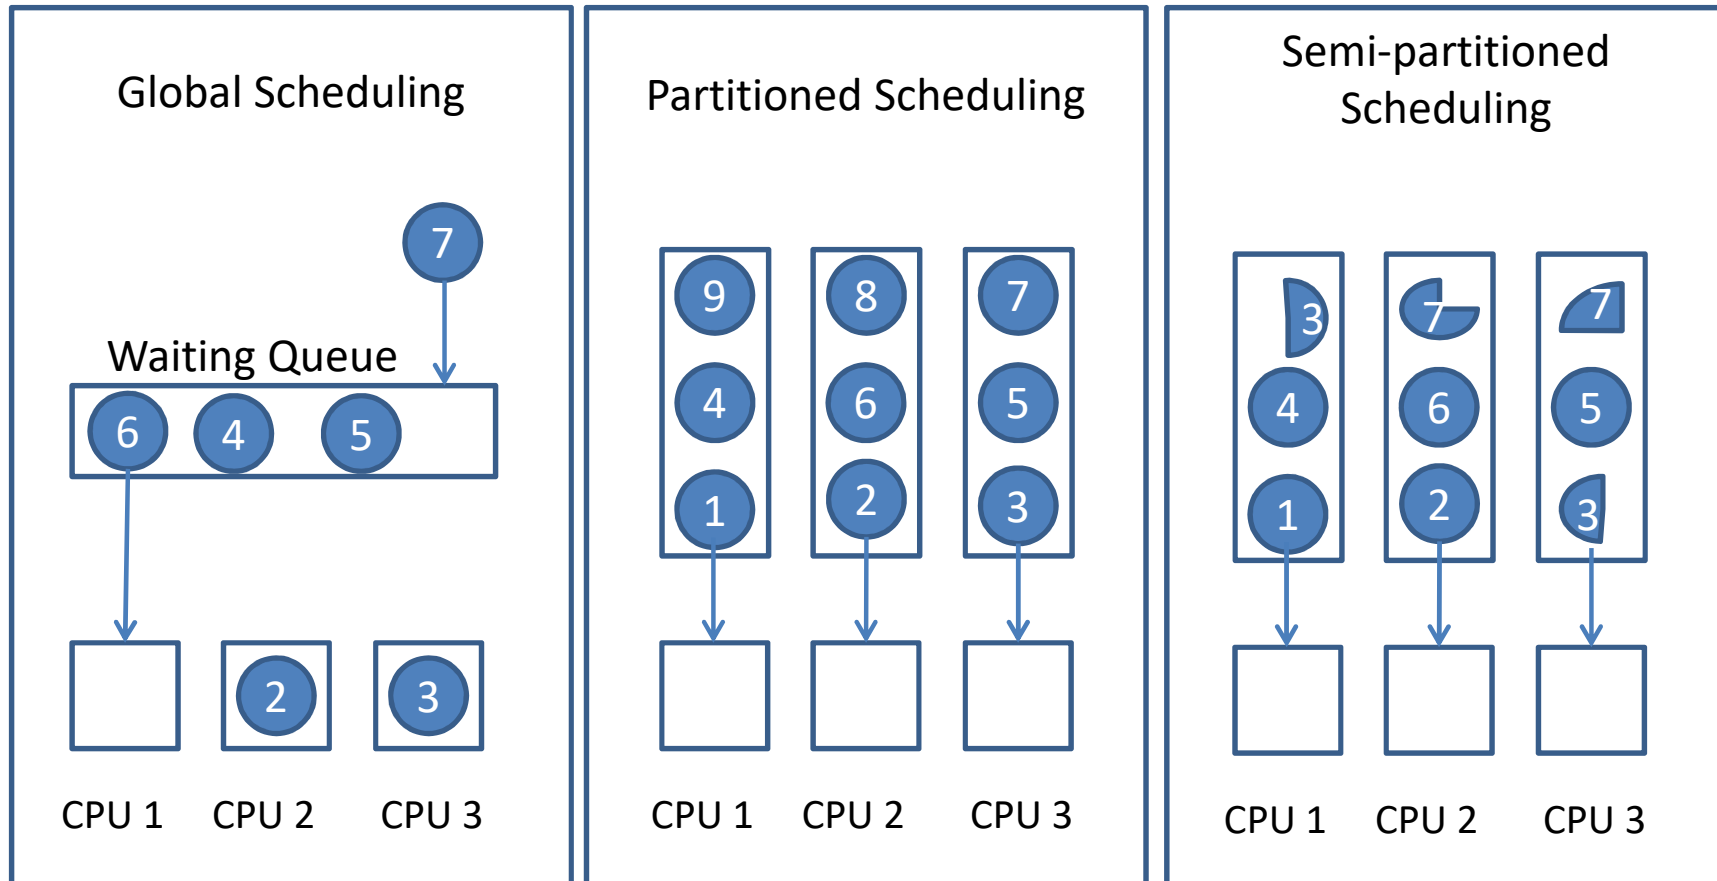 Global Scheduling
7
Waiting Queue
6 4 5
2 3
CPU 1 CPU 2 CPU 3
Partitioned Scheduling
9 8 7
4 6 5
1 2 3
CPU 1 CPU 2 CPU 3
Semi-partitioned
Scheduling
3 7 7
4 6 5
1 2 3
CPU 1 CPU 2 CPU 3